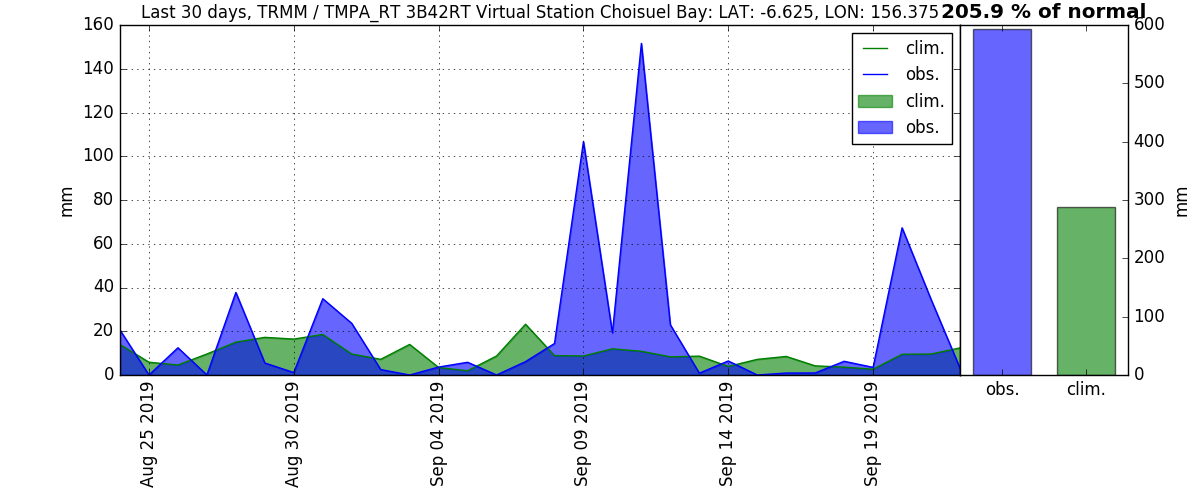 Last 30 days, TRMM / TMPA_RT 3B42RT Virtual Station Choisuel Bay: LAT: -6.625, LON: 156.375
205.9 % of normal
160
140
120
100
80
60
40
20
0
mm
clim.
obs.
clim.
obs.
Aug 25 2019
Aug 30 2019
Sep 04 2019
Sep 09 2019
Sep 14 2019
Sep 19 2019
600
500
400
300
200
100
0
mm
obs.
clim.